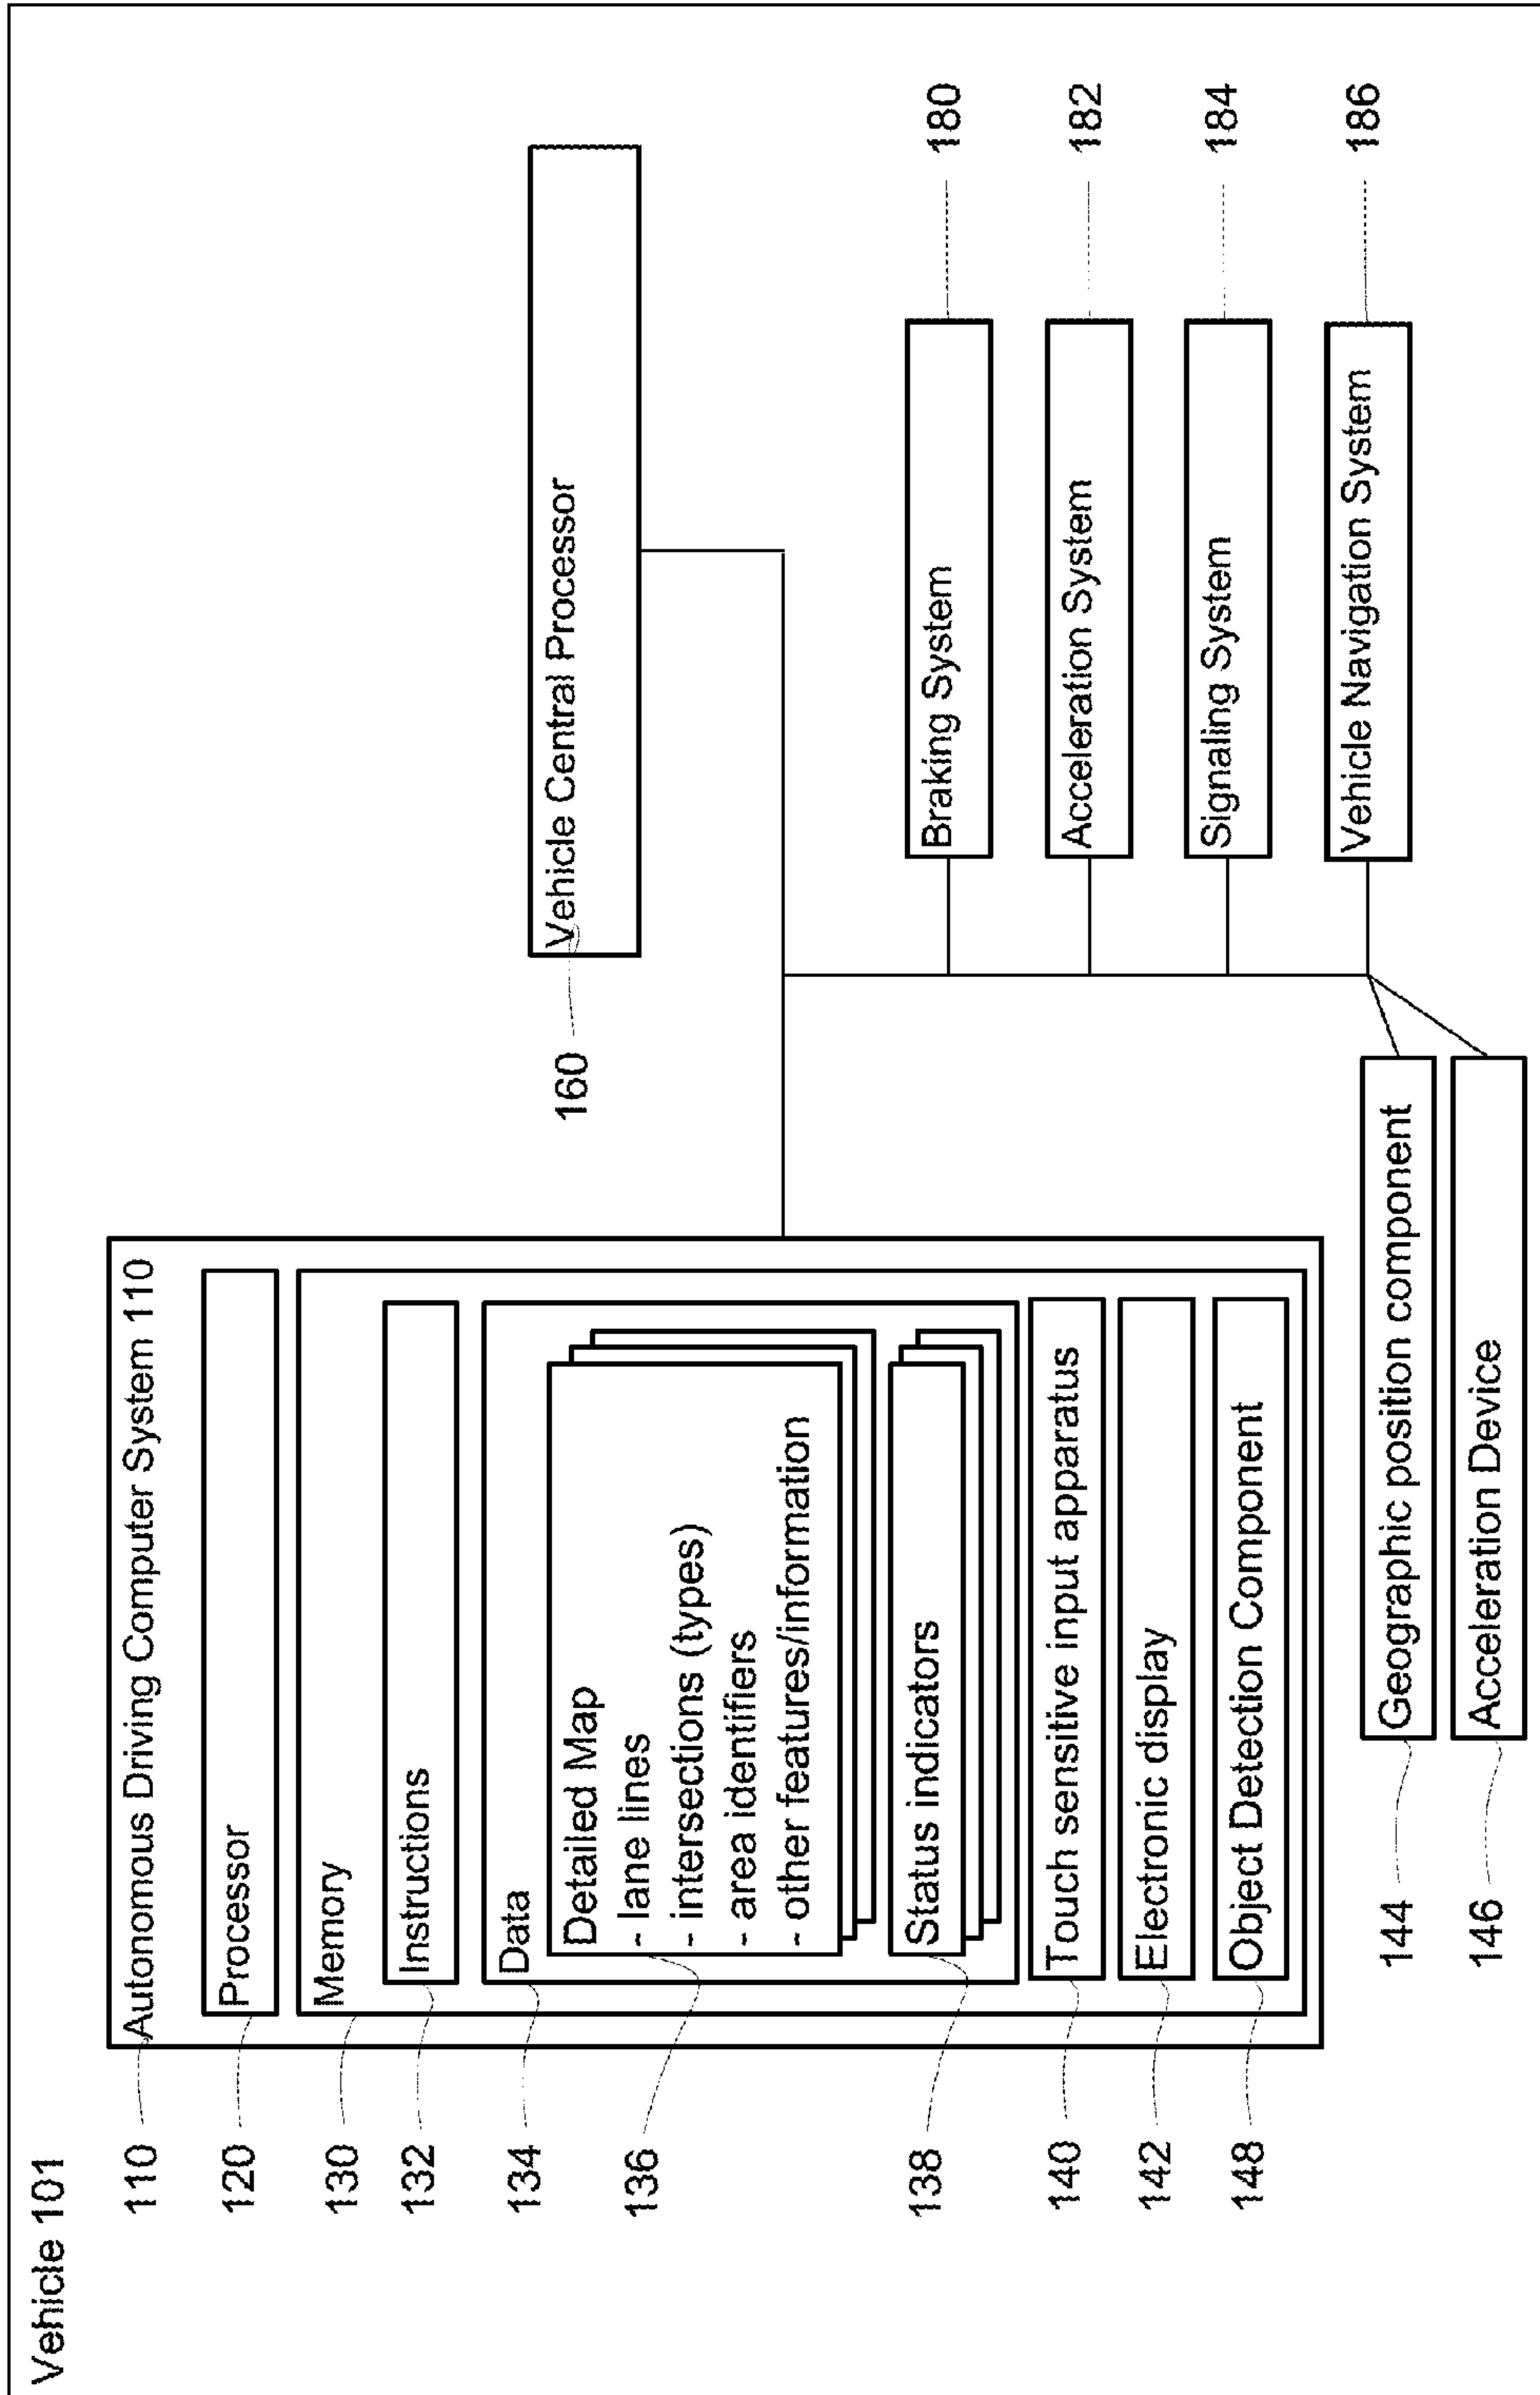 Vehicle 101
110
Autonomous Driving Computer System 110
120
Processor
130
Memory
132
Instructions
134
Data
136
Detailed Map
- lane lines
- intersections (types)
- area identifiers
- other features/information
138
Status indicators
140
Touch sensitive input apparatus
142
Electronic display
148
Object Detection Component
144
Geographic position component
146
Acceleration Device
160
Vehicle Central Processor
Braking System
180
Acceleration System
182
Signaling System
184
Vehicle Navigation System
186